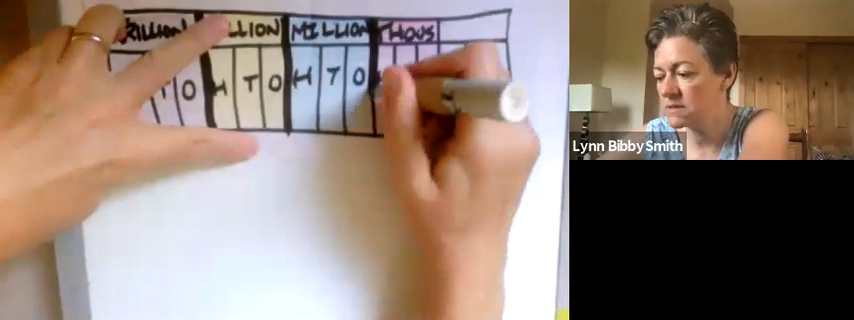 RILLION ILLION MILLION THOUS
T O H T O H T O
Lynn Bibby Smith